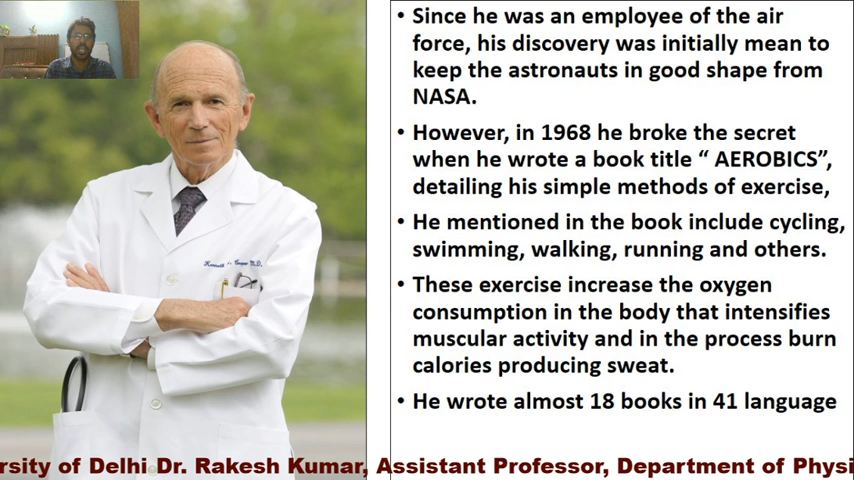 • Since he was an employee of the air
force, his discovery was initially mean to
keep the astronauts in good shape from
NASA.
• However, in 1968 he broke the secret
when he wrote a book title “ AEROBICS”,
detailing his simple methods of exercise,
• He mentioned in the book include cycling,
swimming, walking, running and others.
• These exercise increase the oxygen
consumption in the body that intensifies
muscular activity and in the process burn
calories producing sweat.
• He wrote almost 18 books in 41 language
Cooper M.D.
rsity of Delhi Dr. Rakesh Kumar, Assistant Professor, Department of Physi